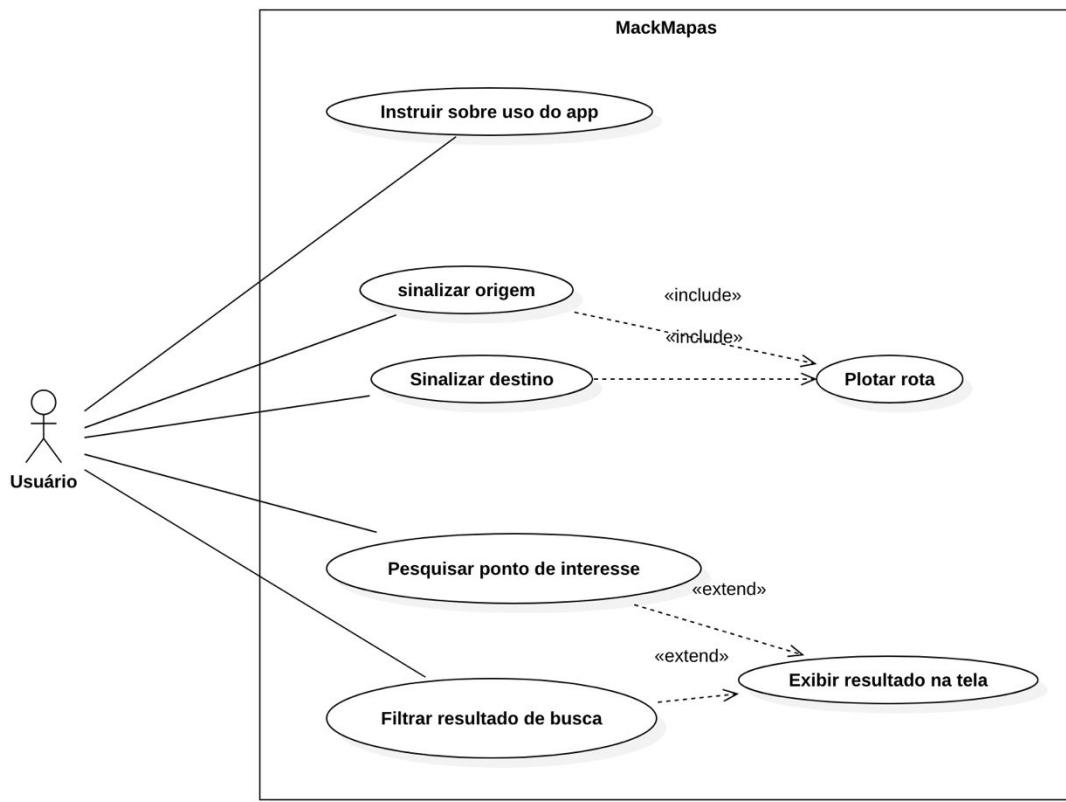 MackMapas
Instruir sobre uso do app
sinalizar origem
«include»
«include»
Sinalizar destino
Plotar rota
Usuário
Pesquisar ponto de interesse
«extend»
«extend»
Exibir resultado na tela
Filtrar resultado de busca